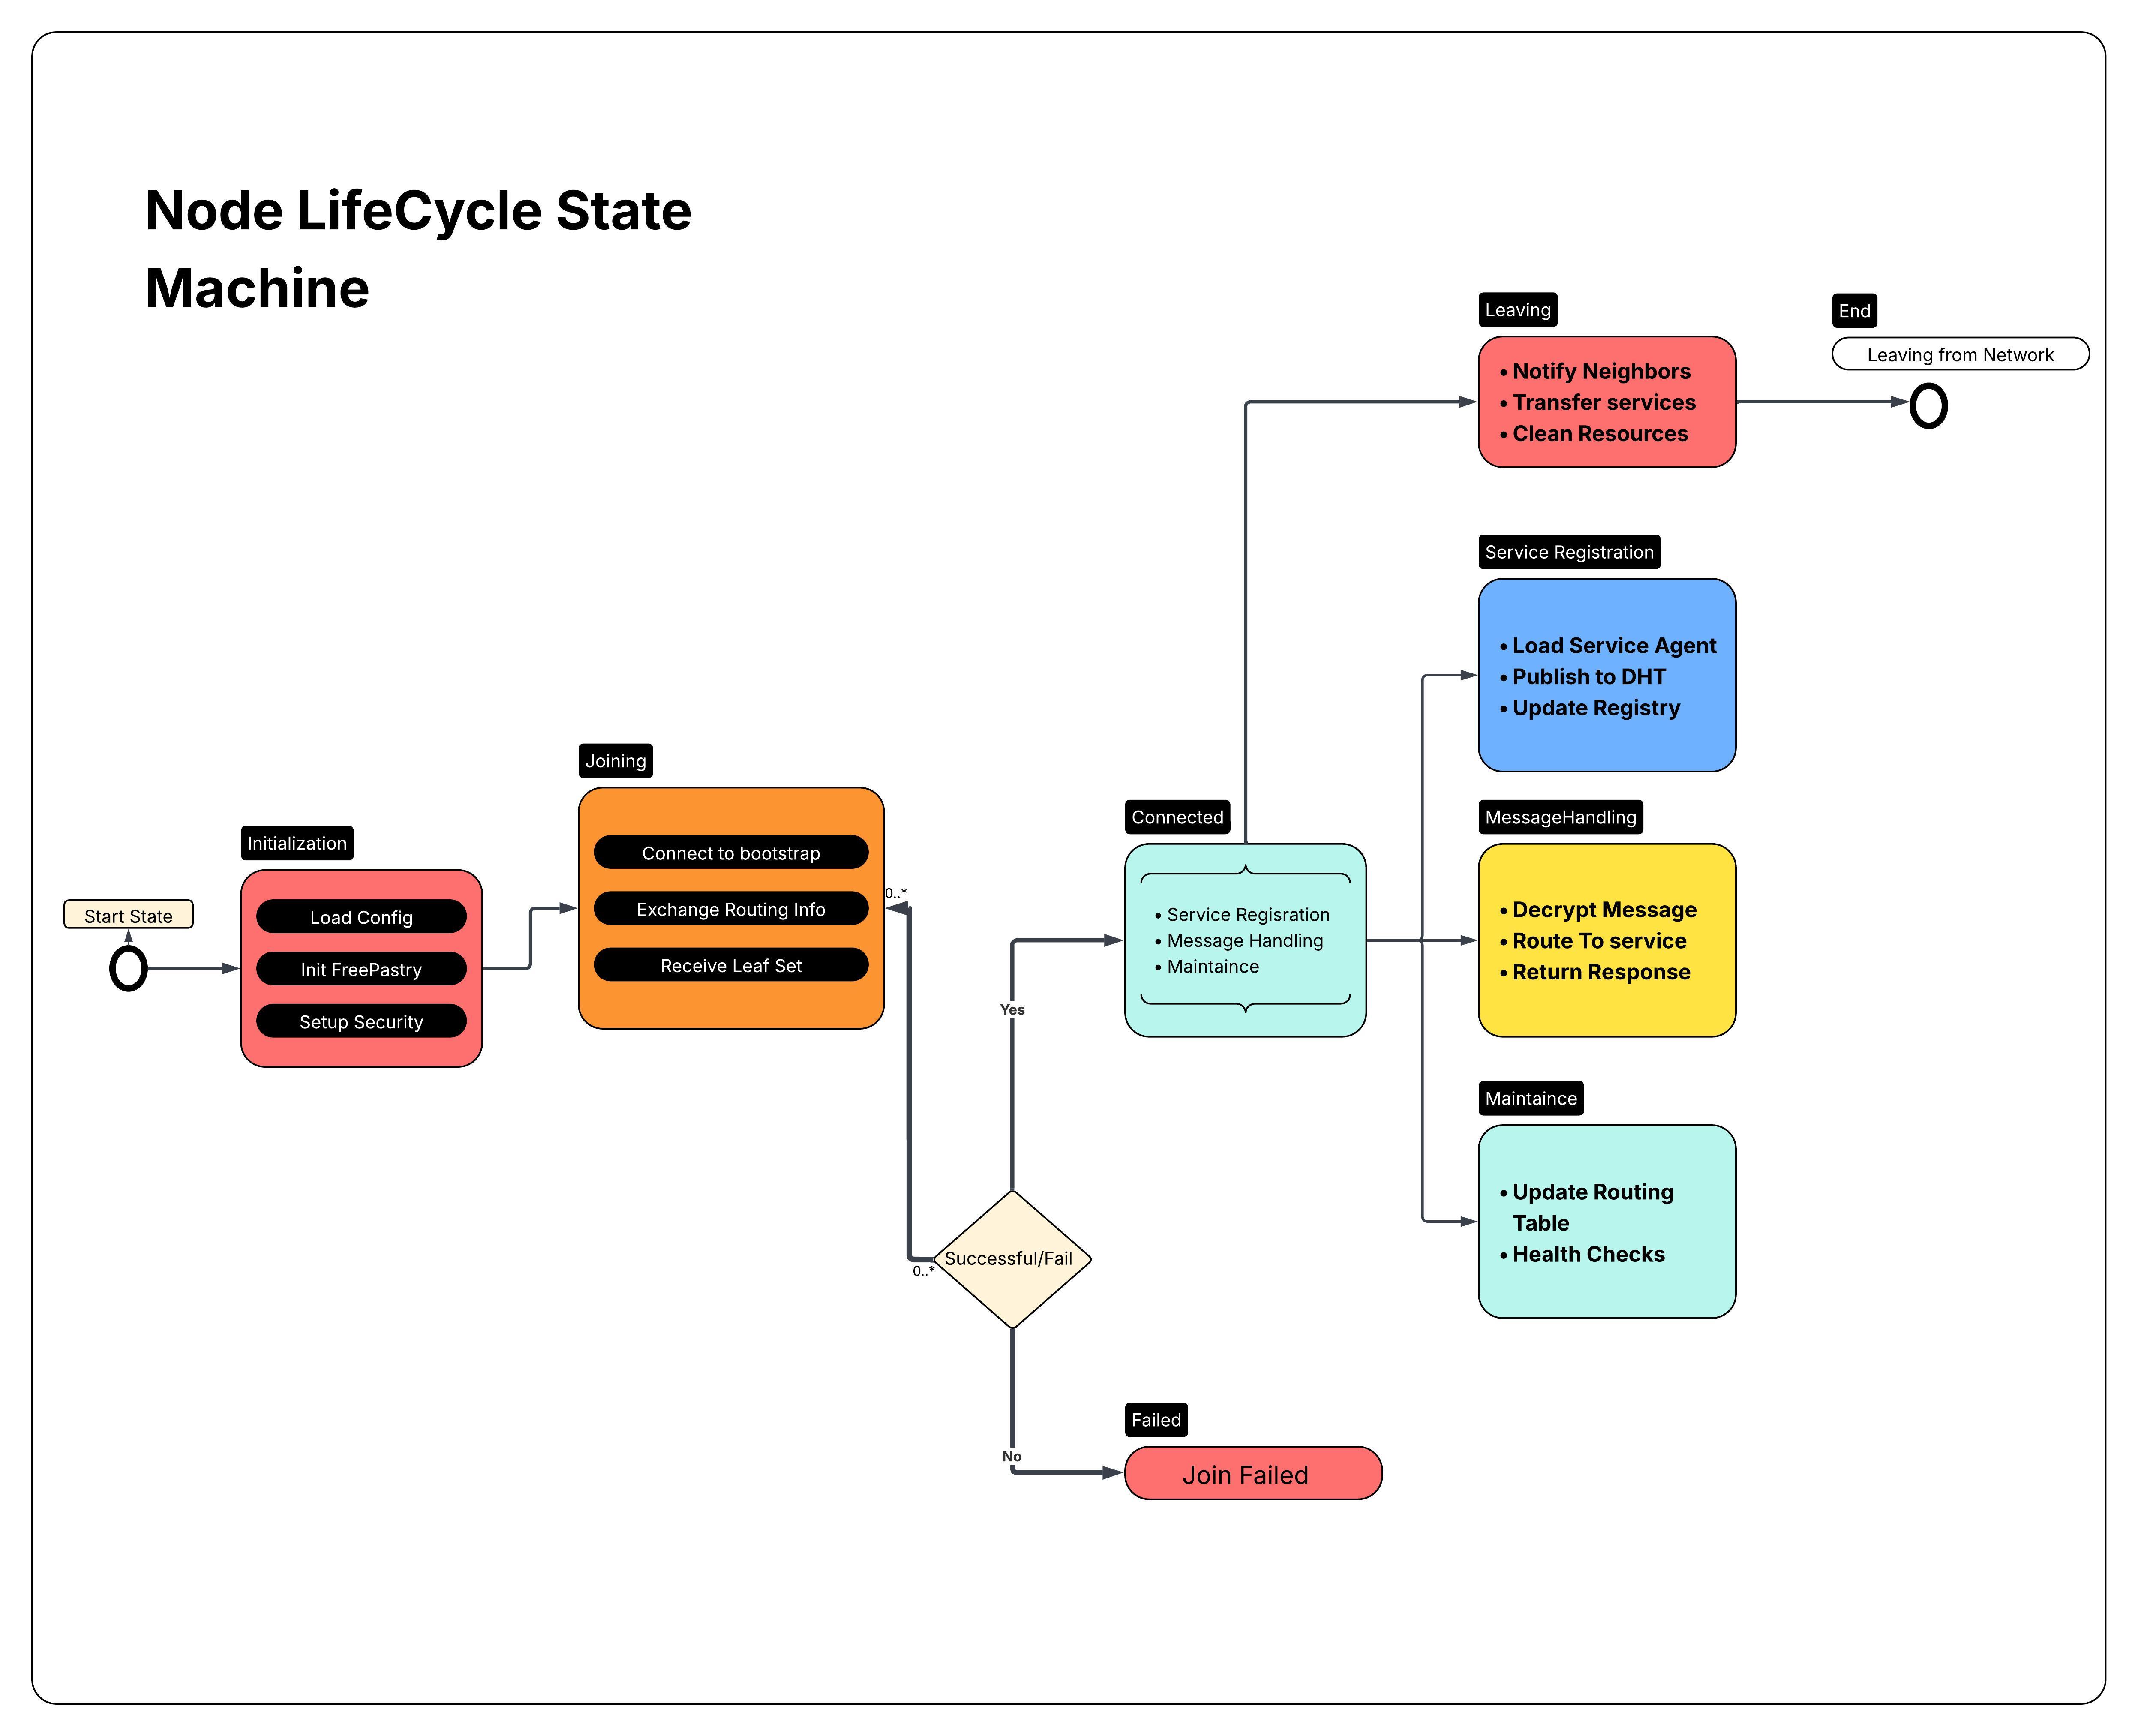 Node LifeCycle State
Machine
Start State
Initialization
Load Config
Init FreePastry
Setup Security
Joining
Connect to bootstrap
Exchange Routing Info
Receive Leaf Set
0..*
0..*
Successful/Fail
Yes
No
Connected
• Service Regisration
• Message Handling
• Maintaince
Failed
Join Failed
Leaving
• Notify Neighbors
• Transfer services
• Clean Resources
End
Leaving from Network
Service Registration
• Load Service Agent
• Publish to DHT
• Update Registry
MessageHandling
• Decrypt Message
• Route To service
• Return Response
Maintaince
• Update Routing
Table
• Health Checks